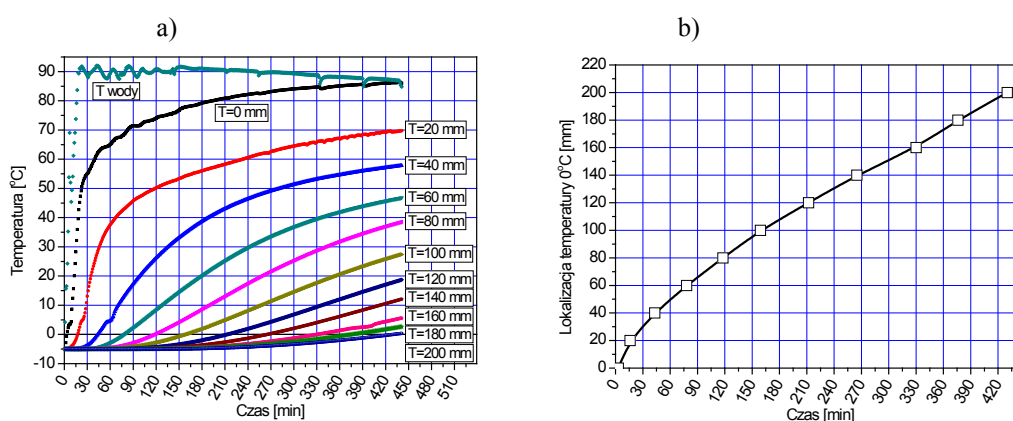 a)
90
80
70
60
50
40
30
20
10
0
-10
Temperatura [°C]
T wody
T=0 mm
T=20 mm
T=40 mm
T=60 mm
T=80 mm
T=100 mm
T=120 mm
T=140 mm
T=160 mm
T=180 mm
T=200 mm
0 30 60 90 120 150 180 210 240 270 300 330 360 390 420 450 480 510
Czas [min]
b)
220
200
180
160
140
120
100
80
60
40
20
0
Lokalizacja temperatury 0°C [mm]
0 30 60 90 120 150 180 210 240 270 300 330 360 390 420
Czas [min]